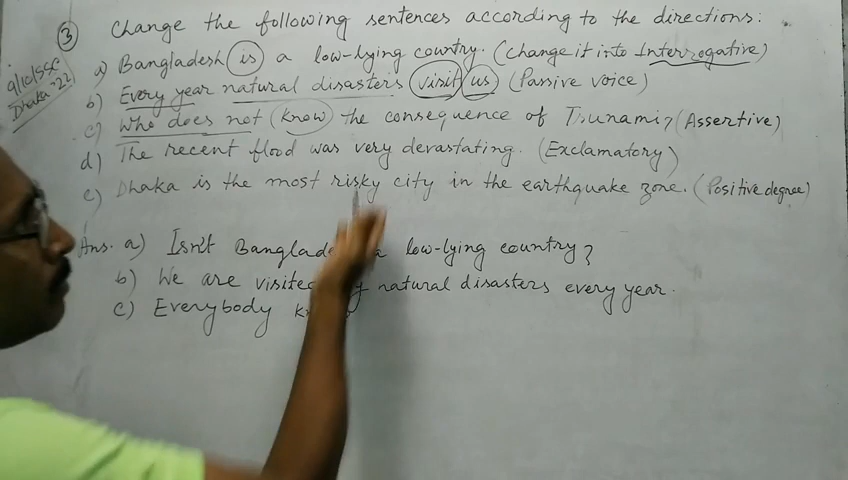 ③ Change the following sentences according to the directions:
a) Bangladesh is a low-lying country. (Change it into Interrogative)
9/10/SSC
Dhaka '22
b) Every year natural disasters visit us (Passive voice)
c) Who does not know the consequence of Tsunami? (Assertive)
d) The recent flood was very devastating. (Exclamatory)
e) Dhaka is the most risky city in the earthquake zone. (Positive degree)
Ans. a) Isn't a low-lying country?
b) We are natural disasters every year.
c) Everybody